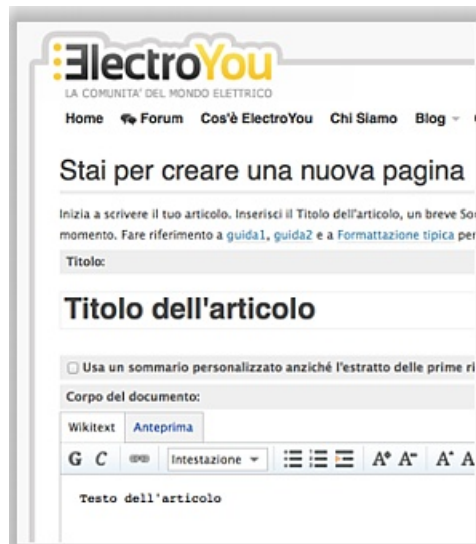 ElectroYou
LA COMUNITA' DEL MONDO ELETTRICO
Home Forum Cos'è ElectroYou Chi Siamo Blog
Stai per creare una nuova pagina
Inizia a scrivere il tuo articolo. Inserisci il Titolo dell'articolo, un breve So
momento. Fare riferimento a guida1, guida2 e a Formattazione tipica per
Titolo:
Titolo dell'articolo
Usa un sommario personalizzato anziché l'estratto delle prime ri
Corpo del documento:
Wikitext Anteprima
G C Intestazione A A A A
Testo dell'articolo